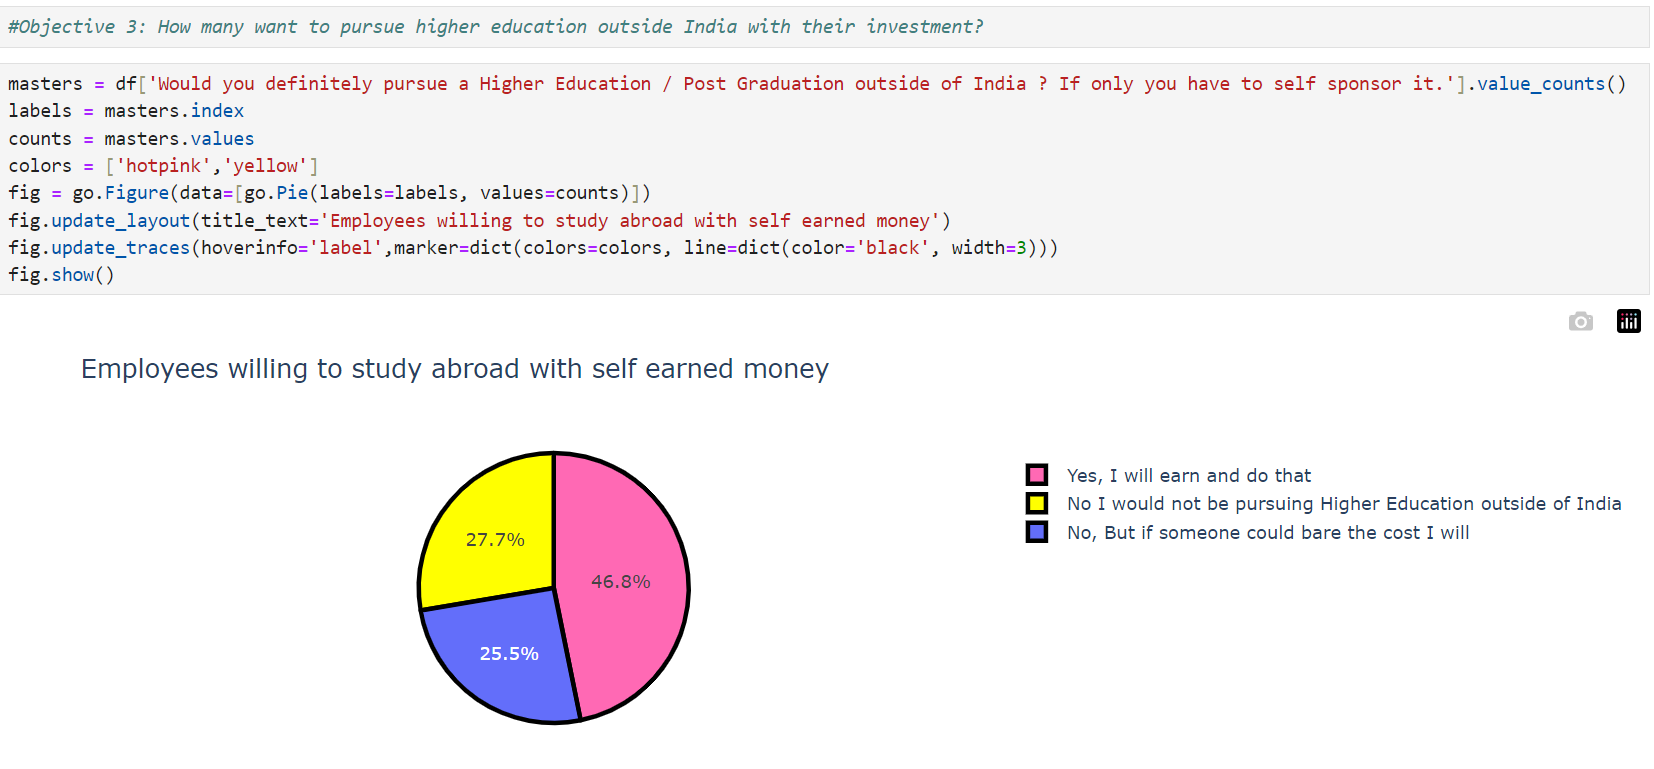 #Objective 3: How many want to pursue higher education outside India with their investment?
masters = df['Would you definitely pursue a Higher Education / Post Graduation outside of India ? If only you have to self sponsor it.'].value_counts()
labels = masters.index
counts = masters.values
colors = ['hotpink','yellow']
fig = go.Figure(data=[go.Pie(labels=labels, values=counts)])
fig.update_layout(title_text='Employees willing to study abroad with self earned money')
fig.update_traces(hoverinfo='label',marker=dict(colors=colors, line=dict(color='black', width=3)))
fig.show()
Employees willing to study abroad with self earned money
Yes, I will earn and do that
No I would not be pursuing Higher Education outside of India
No, But if someone could bare the cost I will
27.7%
46.8%
25.5%